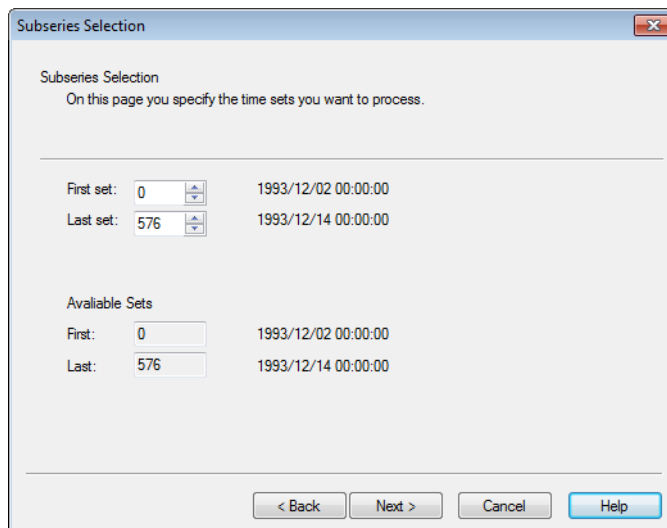 Subseries Selection
Subseries Selection
On this page you specify the time sets you want to process.
First set: 0 1993/12/02 00:00:00
Last set: 576 1993/12/14 00:00:00
Avaliable Sets
First: 0 1993/12/02 00:00:00
Last: 576 1993/12/14 00:00:00
< Back Next > Cancel Help